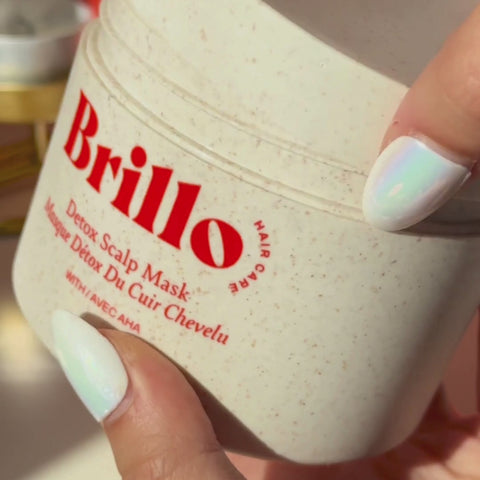 Brillo
HAIR CARE
Detox Scalp Mask
Masque Détox Du Cuir Chevelu
WITH / AVEC AHA